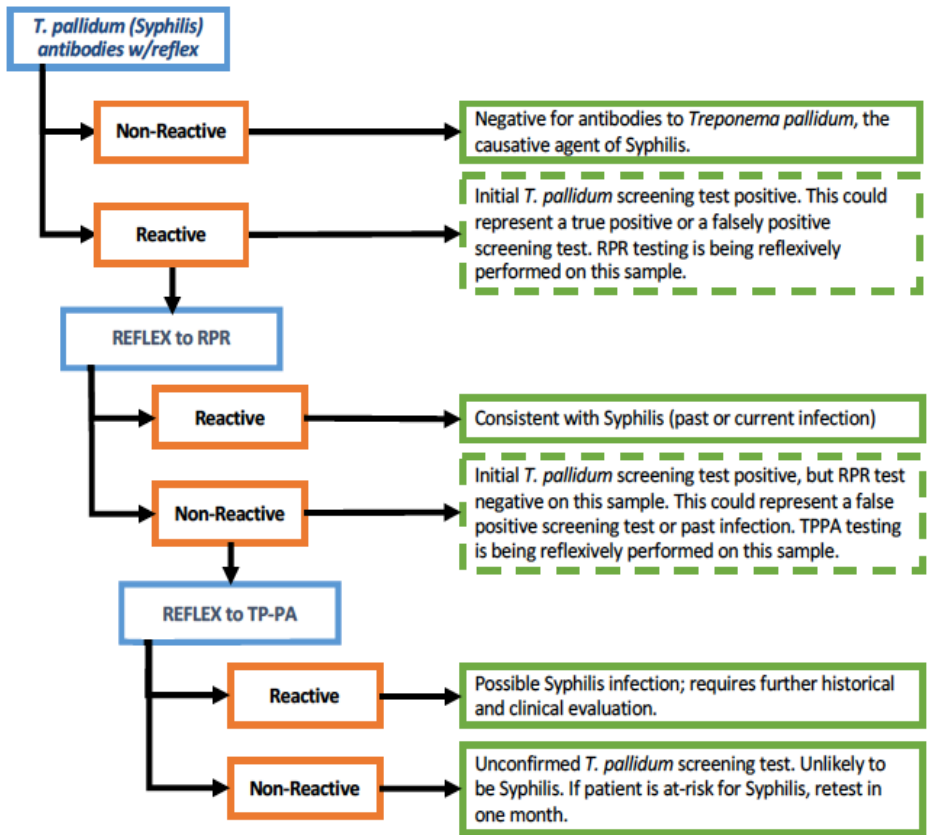 T. pallidum (Syphilis)
antibodies w/reflex
Non-Reactive
Negative for antibodies to Treponema pallidum, the
causative agent of Syphilis.
Reactive
Initial T. pallidum screening test positive. This could
represent a true positive or a falsely positive
screening test. RPR testing is being reflexively
performed on this sample.
REFLEX to RPR
Reactive
Consistent with Syphilis (past or current infection)
Non-Reactive
Initial T. pallidum screening test positive, but RPR test
negative on this sample. This could represent a false
positive screening test or past infection. TPPA testing
is being reflexively performed on this sample.
REFLEX to TP-PA
Reactive
Possible Syphilis infection; requires further historical
and clinical evaluation.
Non-Reactive
Unconfirmed T. pallidum screening test. Unlikely to
be Syphilis. If patient is at-risk for Syphilis, retest in
one month.